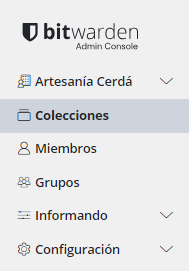 bitwarden
Admin Console
Artesanía Cerdá
Colecciones
Miembros
Grupos
Informando
Configuración